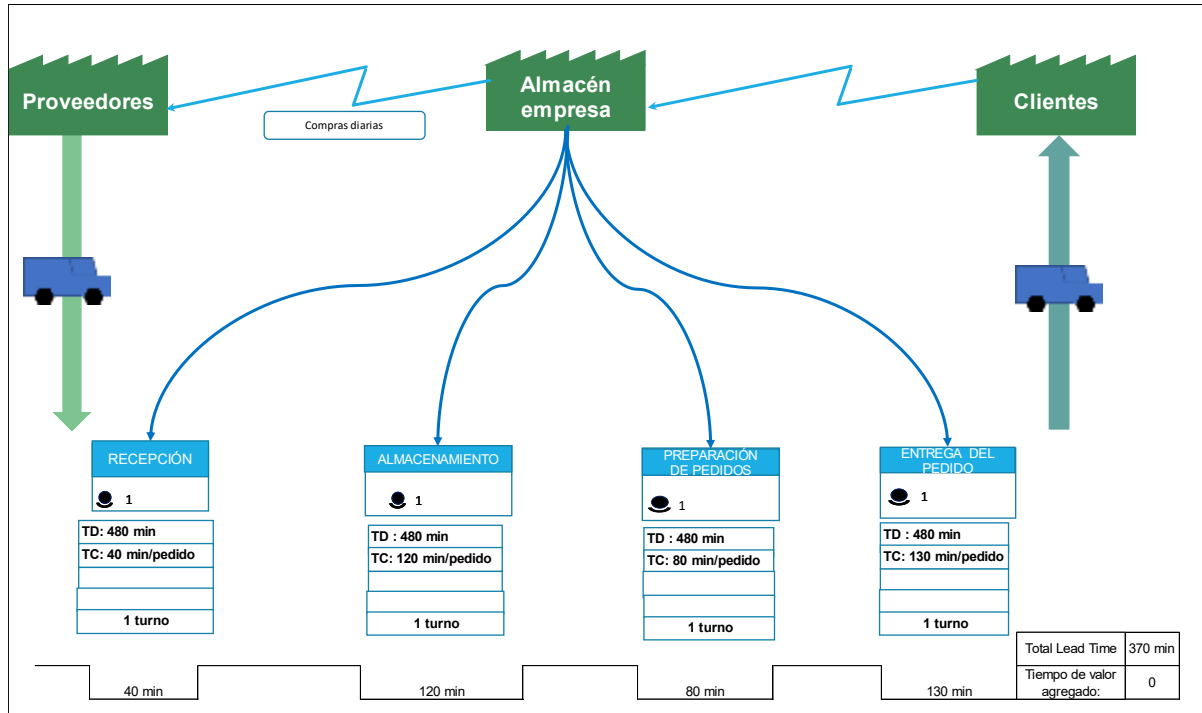 Proveedores
Almacén
empresa
Clientes
Compras diarias
RECEPCIÓN
1
TD: 480 min
TC: 40 min/pedido
1 turno
ALMACENAMIENTO
1
TD : 480 min
TC: 120 min/pedido
1 turno
PREPARACIÓN
DE PEDIDOS
1
TD : 480 min
TC: 80 min/pedido
1 turno
ENTREGA DEL
PEDIDO
1
TD : 480 min
TC: 130 min/pedido
1 turno
40 min
120 min
80 min
130 min
Total Lead Time 370 min
Tiempo de valor
agregado: 0